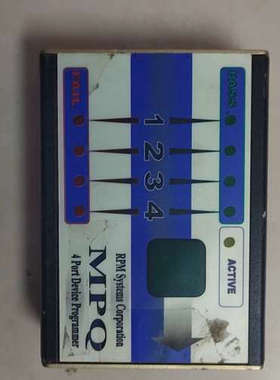 FAIL
PASS
1
2
3
4
ACTIVE
RPM Systems Corporation
MPQ
4 Port Device Programmer